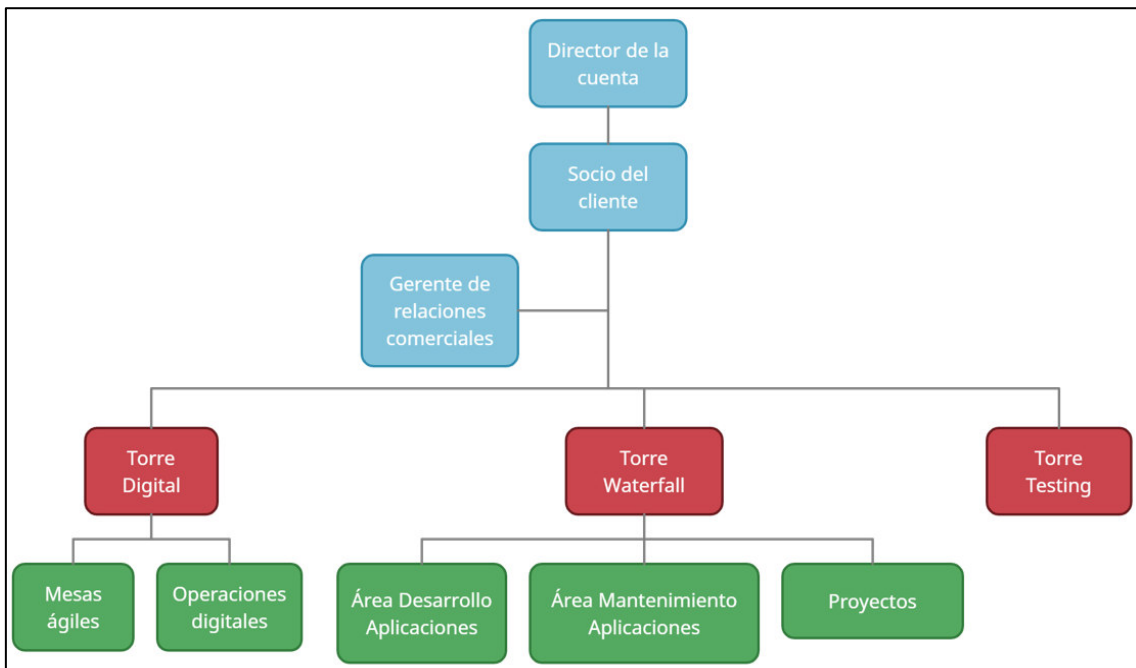 Director de la
cuenta
Socio del
cliente
Gerente de
relaciones
comerciales
Torre
Digital
Torre
Waterfall
Torre
Testing
Mesas
ágiles
Operaciones
digitales
Área Desarrollo
Aplicaciones
Área Mantenimiento
Aplicaciones
Proyectos